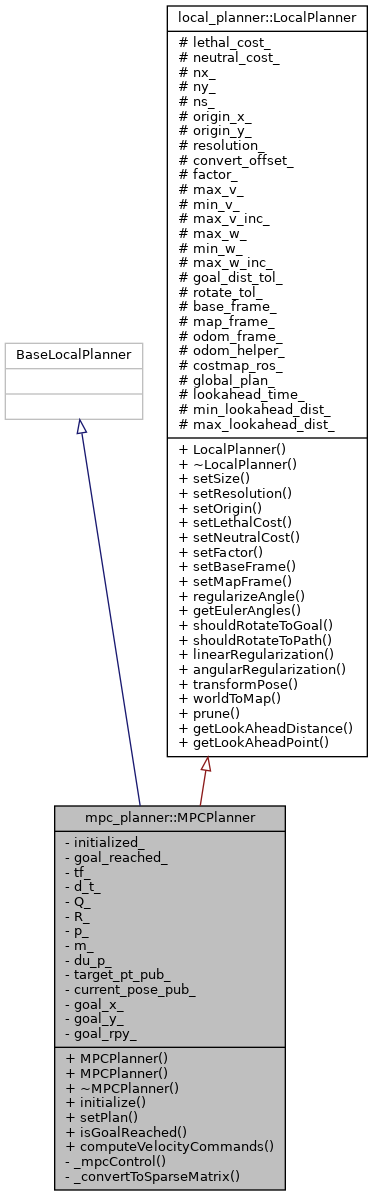 local_planner::LocalPlanner
# lethal_cost_
# neutral_cost_
# nx_
# ny_
# ns_
# origin_x_
# origin_y_
# resolution_
# convert_offset_
# factor_
# max_v_
# min_v_
# max_v_inc_
# max_w_
# min_w_
# max_w_inc_
# goal_dist_tol_
# rotate_tol_
# base_frame_
# map_frame_
# odom_frame_
# odom_helper_
# costmap_ros_
# global_plan_
# lookahead_time_
# min_lookahead_dist_
# max_lookahead_dist_
+ LocalPlanner()
+ ~LocalPlanner()
+ setSize()
+ setResolution()
+ setOrigin()
+ setLethalCost()
+ setNeutralCost()
+ setFactor()
+ setBaseFrame()
+ setMapFrame()
+ regularizeAngle()
+ getEulerAngles()
+ shouldRotateToGoal()
+ shouldRotateToPath()
+ linearRegularization()
+ angularRegularization()
+ transformPose()
+ worldToMap()
+ prune()
+ getLookAheadDistance()
+ getLookAheadPoint()
BaseLocalPlanner
mpc_planner::MPCPlanner
- initialized_
- goal_reached_
- tf_
- d_t_
- Q_
- R_
- p_
- m_
- du_p_
- target_pt_pub_
- current_pose_pub_
- goal_x_
- goal_y_
- goal_rpy_
+ MPCPlanner()
+ MPCPlanner()
+ ~MPCPlanner()
+ initialize()
+ setPlan()
+ isGoalReached()
+ computeVelocityCommands()
- _mpcControl()
- _convertToSparseMatrix()